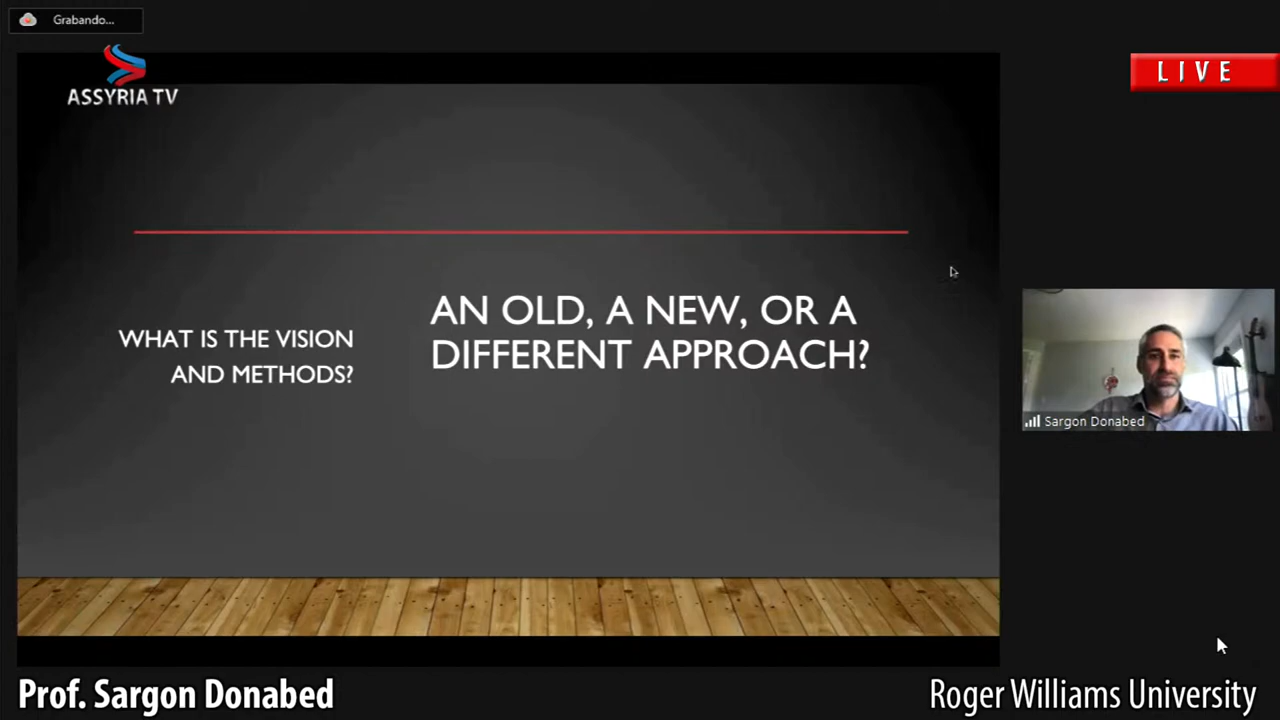 Grabando...
ASSYRIA TV
LIVE
WHAT IS THE VISION
AND METHODS?
AN OLD, A NEW, OR A
DIFFERENT APPROACH?
Sargon Donabed
Prof. Sargon Donabed
Roger Williams University